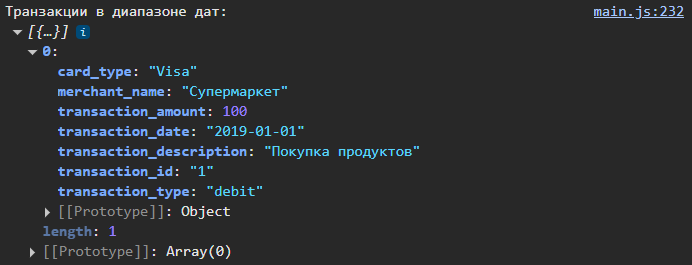 Транзакции в диапазоне дат: main.js:232
[{…}] i
0:
card_type: "Visa"
merchant_name: "Супермаркет"
transaction_amount: 100
transaction_date: "2019-01-01"
transaction_description: "Покупка продуктов"
transaction_id: "1"
transaction_type: "debit"
[[Prototype]]: Object
length: 1
[[Prototype]]: Array(0)